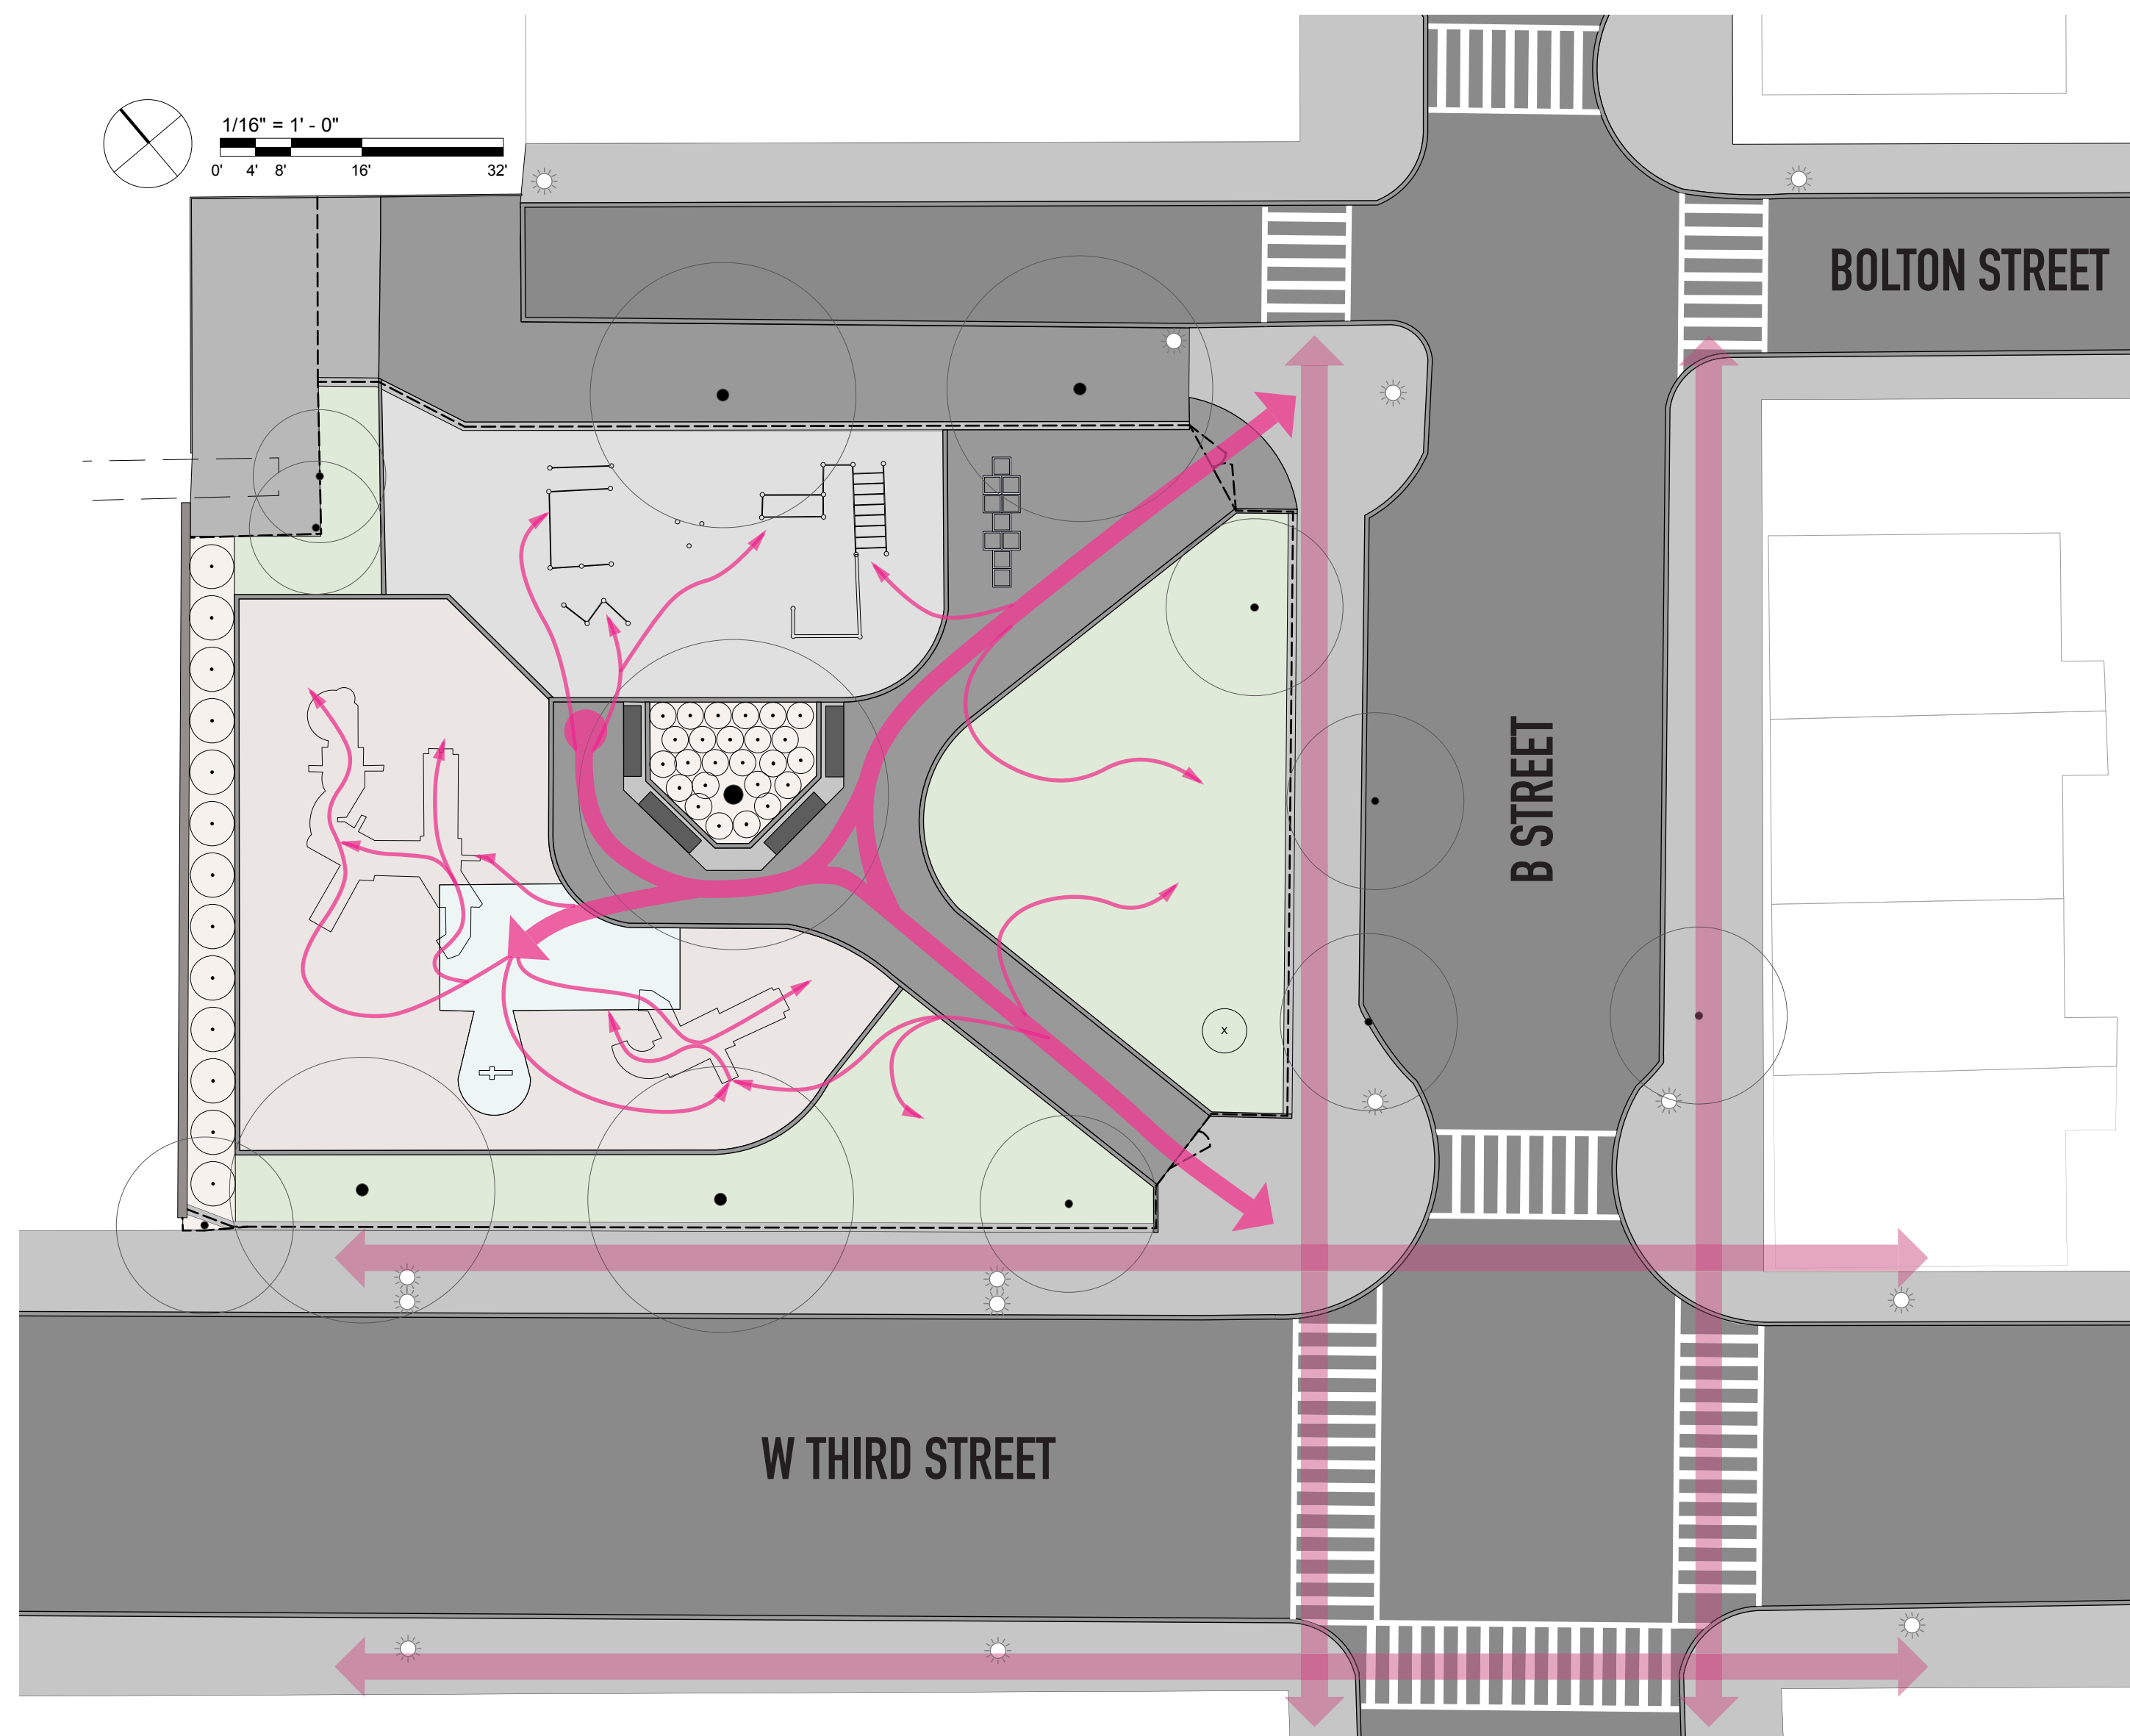 1/16" = 1' - 0"
0' 4' 8' 16' 32'
BOLTON STREET
B STREET
x
W THIRD STREET